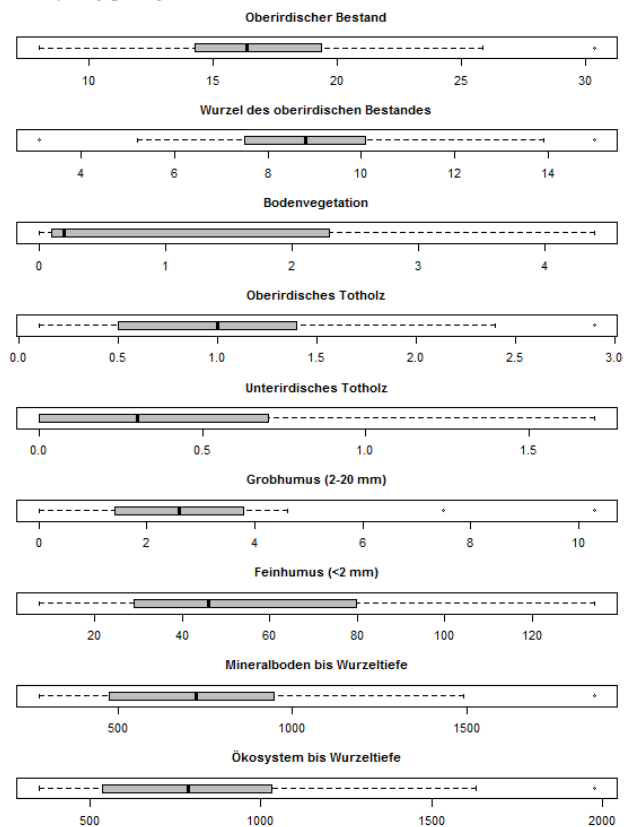 Oberirdischer Bestand
10 15 20 25 30
Wurzel des oberirdischen Bestandes
4 6 8 10 12 14
Bodenvegetation
0 1 2 3 4
Oberirdisches Totholz
0.0 0.5 1.0 1.5 2.0 2.5 3.0
Unterirdisches Totholz
0.0 0.5 1.0 1.5
Grobhumus (2-20 mm)
0 2 4 6 8 10
Feinhumus (<2 mm)
20 40 60 80 100 120
Mineralboden bis Wurzeltiefe
500 1000 1500
Ökosystem bis Wurzeltiefe
500 1000 1500 2000